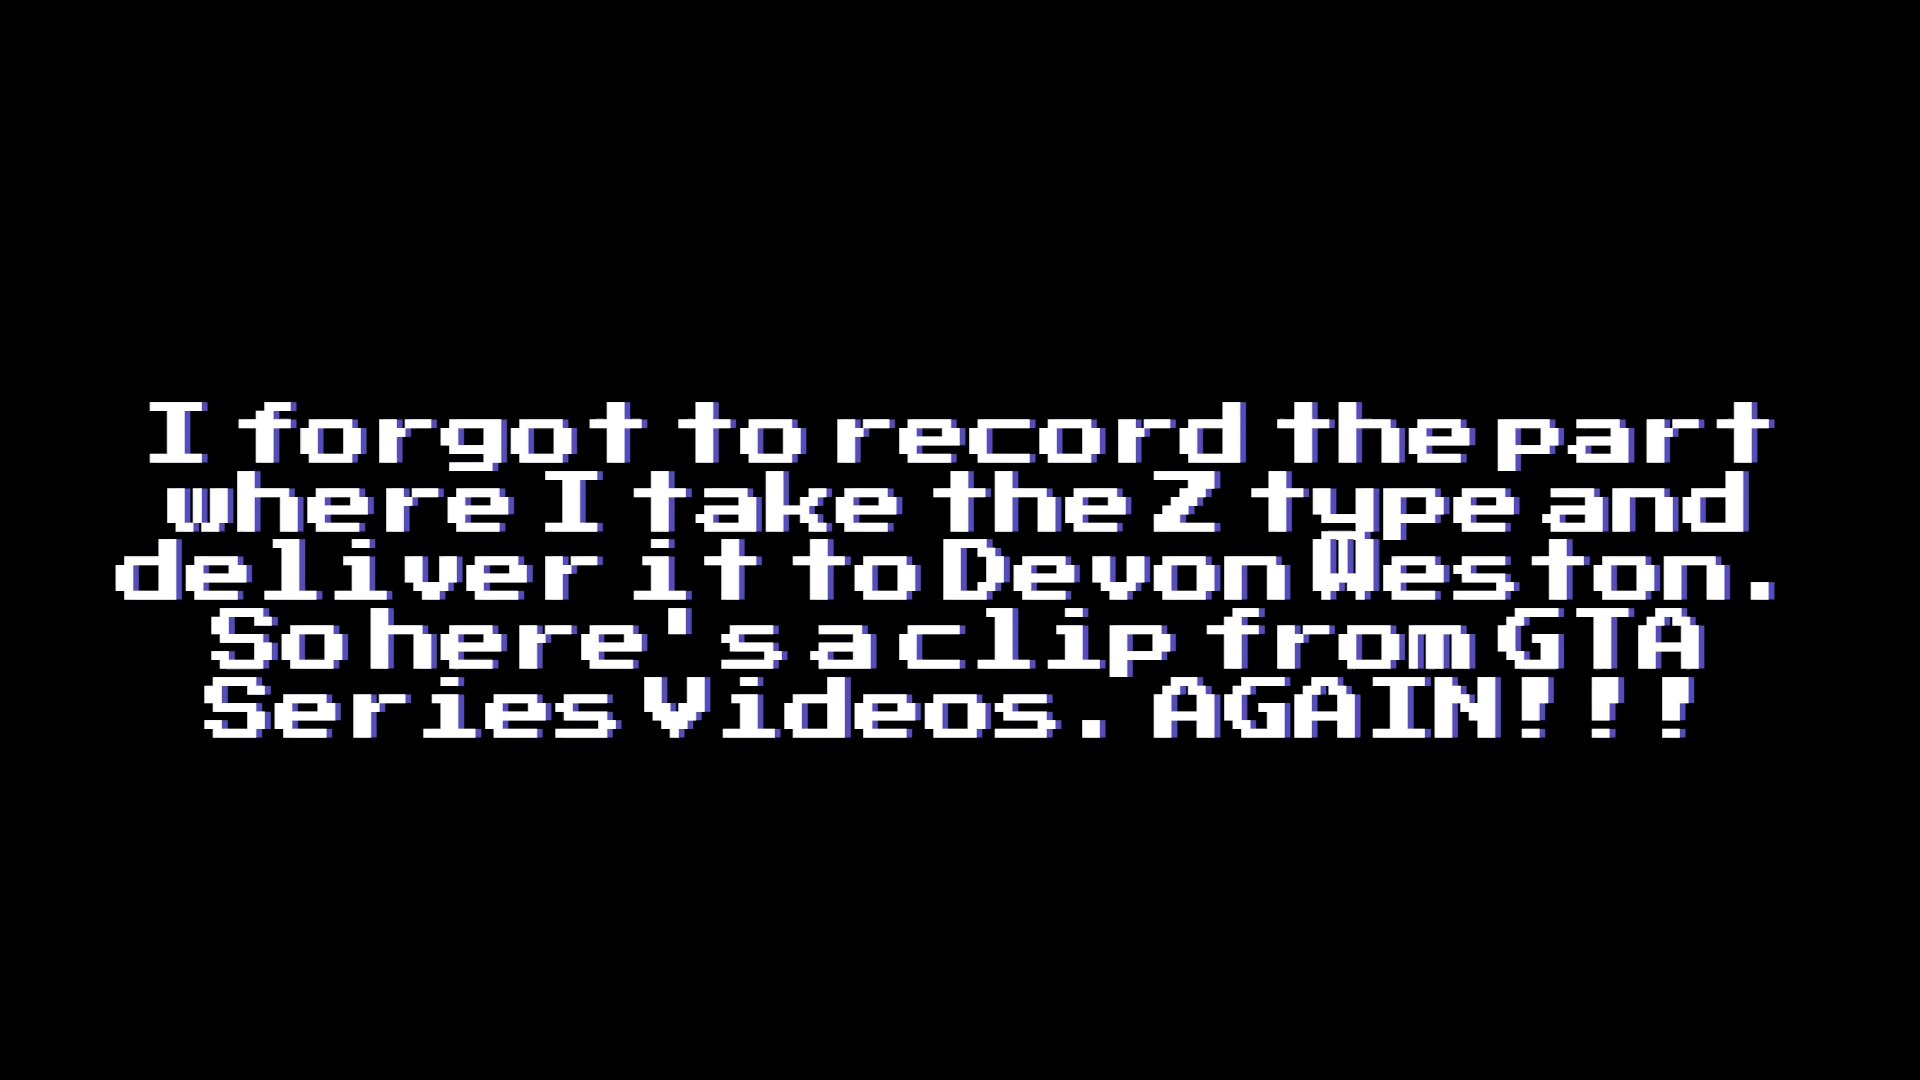 I forgot to record the part
where I take the Z type and
deliver it to Devon Weston.
So here's a clip from GTA
Series Videos. AGAIN!!!